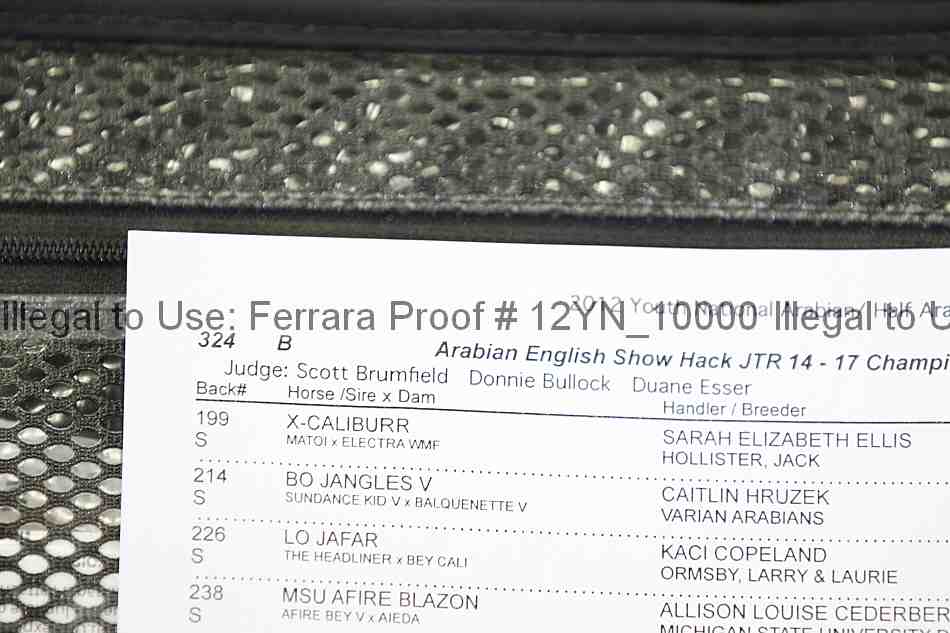 2012 Youth National Arabian / Half Ara
Illegal to Use: Ferrara Proof # 12YN_10000 Illegal to U
324 B Arabian English Show Hack JTR 14 - 17 Champi
Judge: Scott Brumfield Donnie Bullock Duane Esser
Back# Horse /Sire x Dam Handler / Breeder
199 X-CALIBURR SARAH ELIZABETH ELLIS
S MATOI x ELECTRA WMF HOLLISTER, JACK
214 BO JANGLES V CAITLIN HRUZEK
S SUNDANCE KID V x BALQUENETTE V VARIAN ARABIANS
226 LO JAFAR KACI COPELAND
S THE HEADLINER x BEY CALI ORMSBY, LARRY & LAURIE
238 MSU AFIRE BLAZON ALLISON LOUISE CEDERBER
S AFIRE BEY V x AIEDA MICHIGAN STATE UNIVERSITY